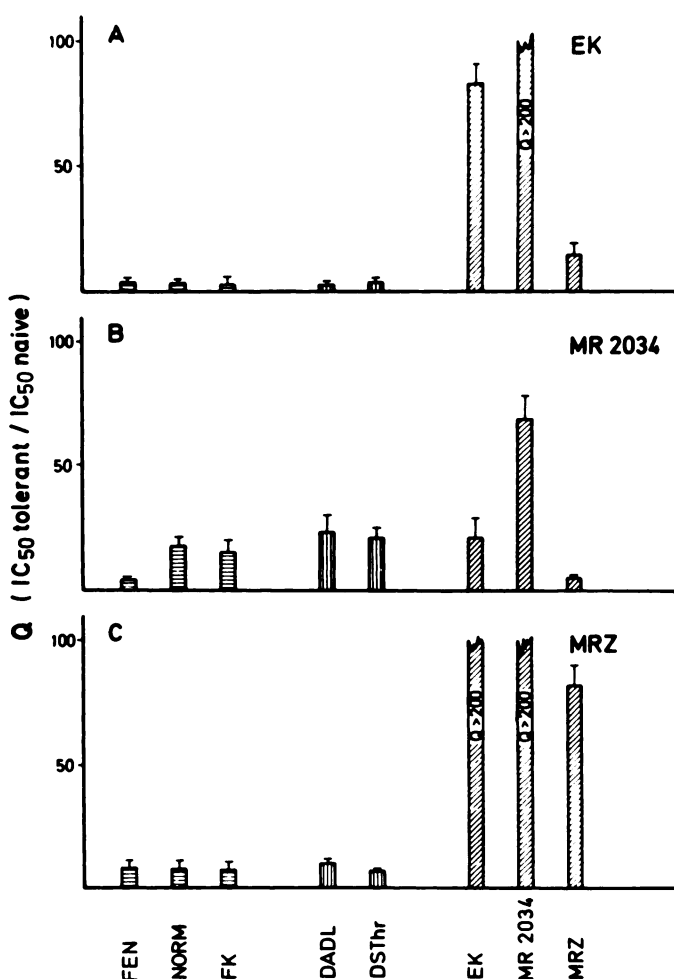 A
EK
100
50
Q > 200
B
MR 2034
100
50
C
MRZ
100
50
Q > 200
Q > 200
Q ( IC50 tolerant / IC50 naive )
FEN
NORM
FK
DADL
DSThr
EK
MR 2034
MRZ